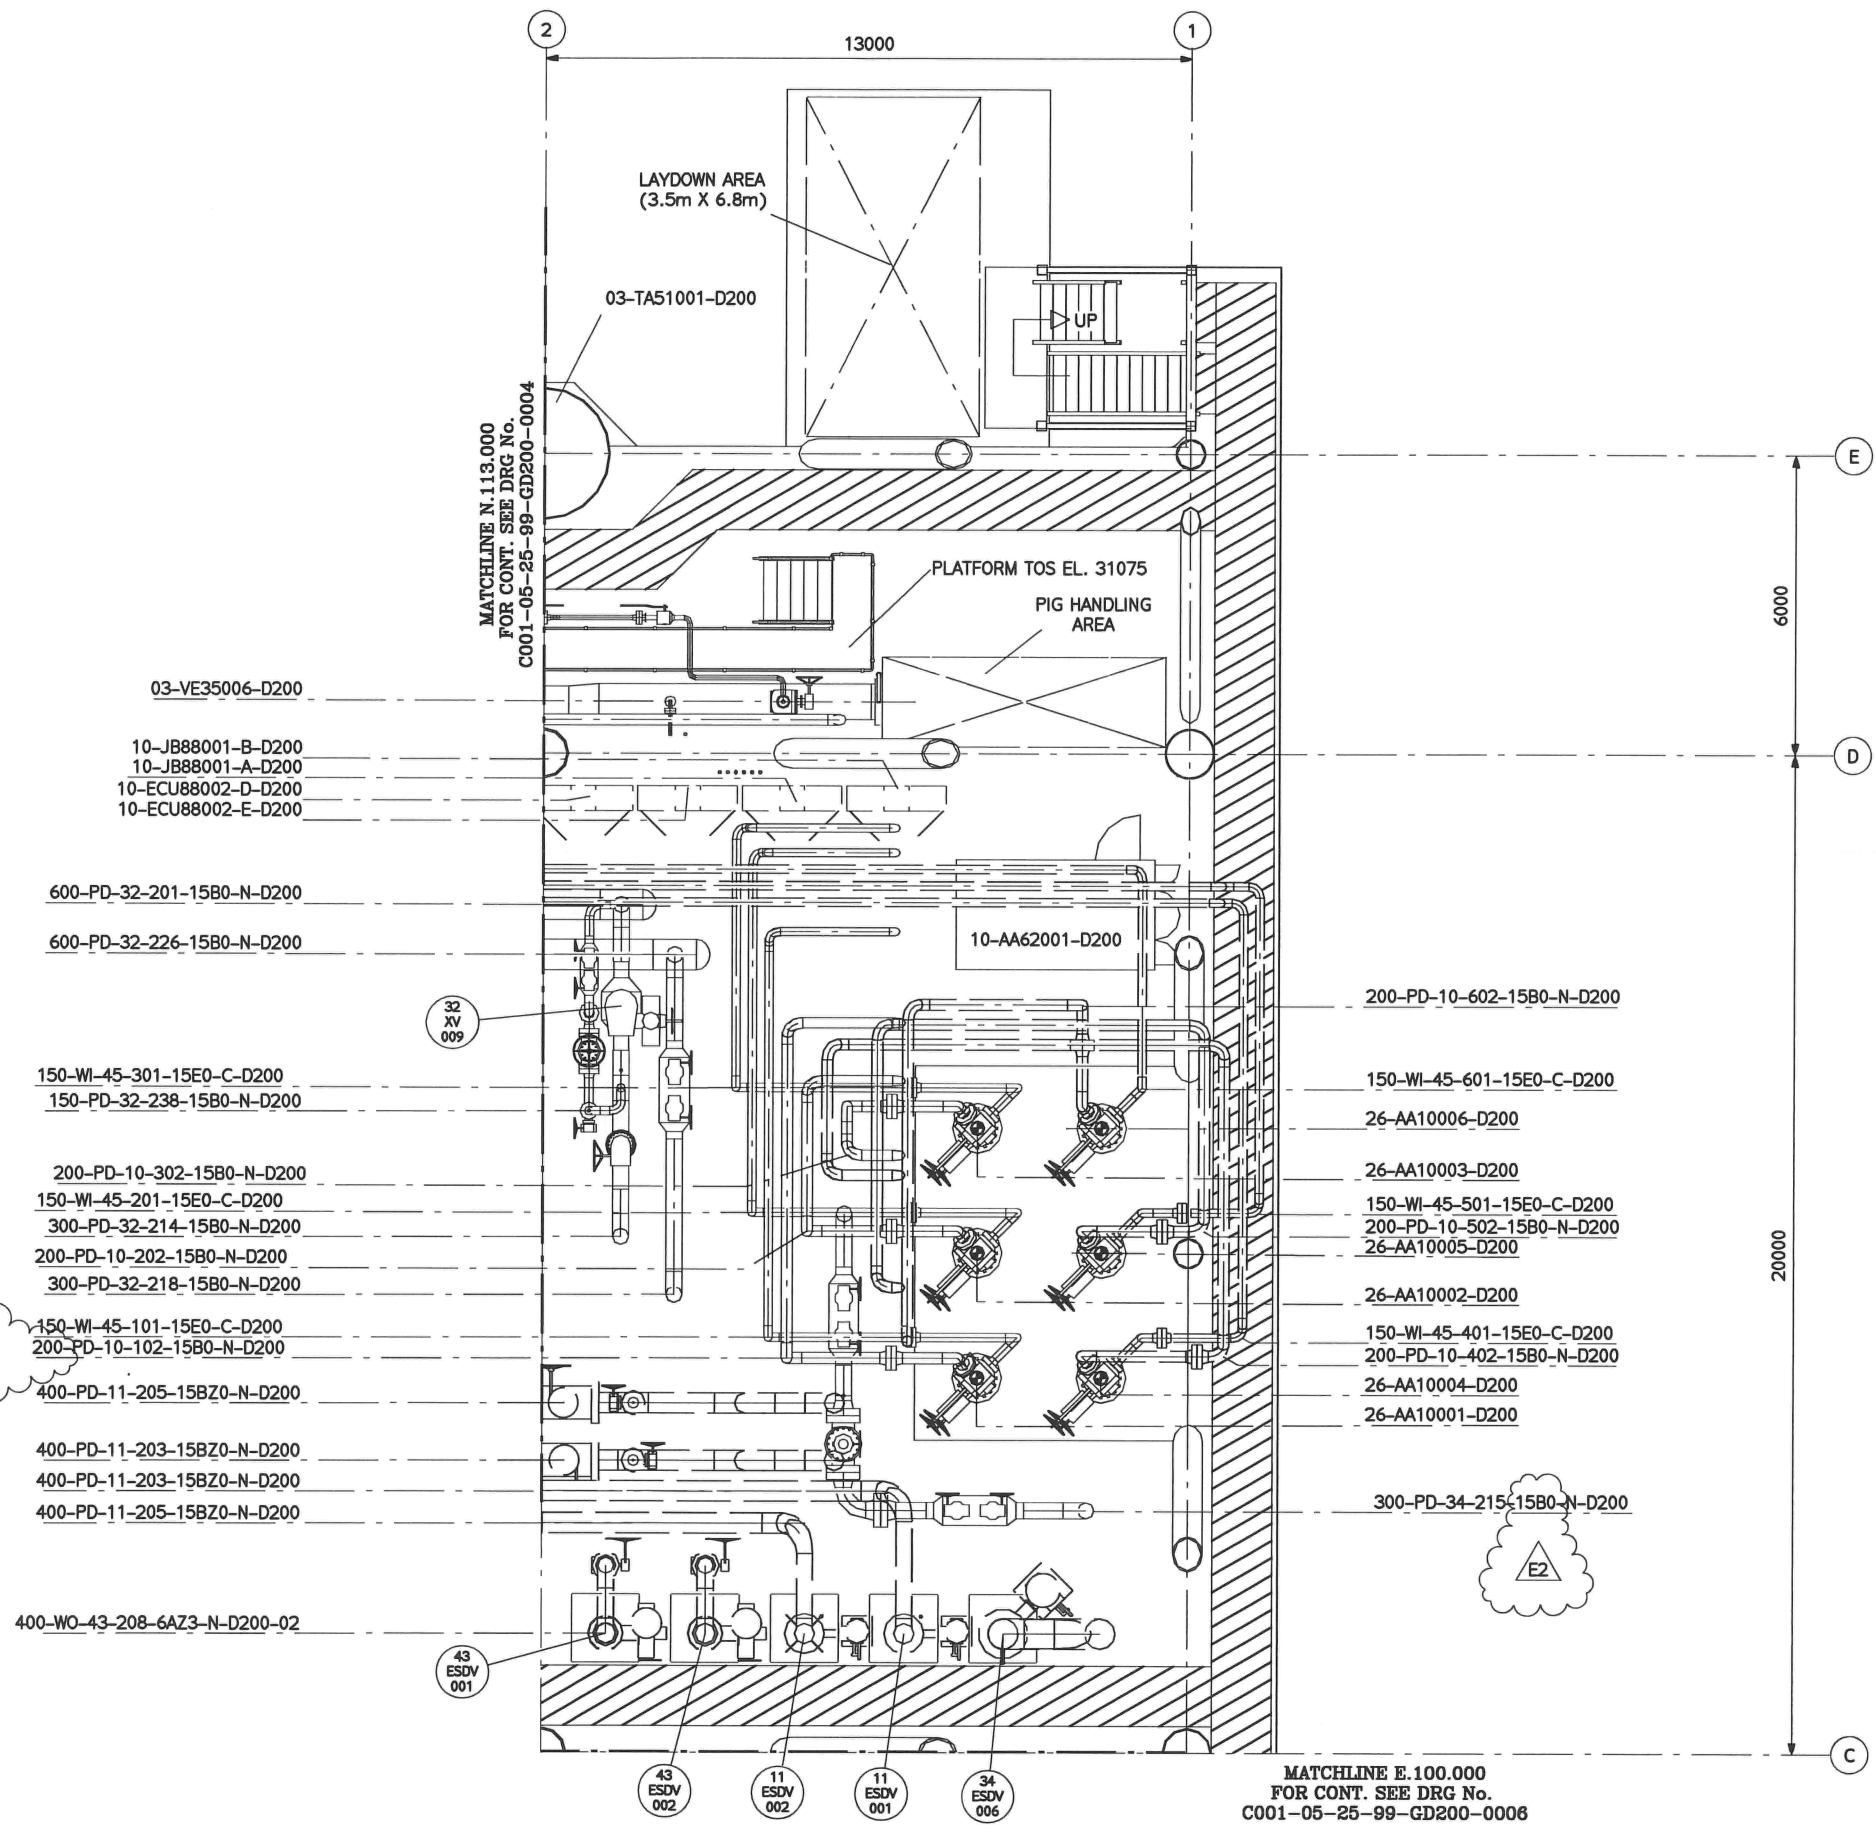 2
1
13000
LAYDOWN AREA
(3.5m X 6.8m)
03-TA51001-D200
UP
MATCHLINE N.113.000
FOR CONT. SEE DRG No.
C001-05-25-99-GD200-0004
E
6000
PLATFORM TOS EL. 31075
PIG HANDLING
AREA
03-VE35006-D200
10-JB88001-B-D200
10-JB88001-A-D200
10-ECU88002-D-D200
10-ECU88002-E-D200
D
600-PD-32-201-15B0-N-D200
600-PD-32-226-15B0-N-D200
10-AA62001-D200
32
XV
009
150-WI-45-301-15E0-C-D200
150-PD-32-238-15B0-N-D200
200-PD-10-302-15B0-N-D200
150-WI-45-201-15E0-C-D200
300-PD-32-214-15B0-N-D200
200-PD-10-202-15B0-N-D200
300-PD-32-218-15B0-N-D200
150-WI-45-101-15E0-C-D200
200-PD-10-102-15B0-N-D200
400-PD-11-205-15BZ0-N-D200
400-PD-11-203-15BZ0-N-D200
400-PD-11-203-15BZ0-N-D200
400-PD-11-205-15BZ0-N-D200
400-WO-43-208-6AZ3-N-D200-02
200-PD-10-602-15B0-N-D200
150-WI-45-601-15E0-C-D200
26-AA10006-D200
26-AA10003-D200
150-WI-45-501-15E0-C-D200
200-PD-10-502-15B0-N-D200
26-AA10005-D200
26-AA10002-D200
150-WI-45-401-15E0-C-D200
200-PD-10-402-15B0-N-D200
26-AA10004-D200
26-AA10001-D200
300-PD-34-215-15B0-N-D200
E2
20000
43
ESDV
001
43
ESDV
002
11
ESDV
002
11
ESDV
001
34
ESDV
006
C
MATCHLINE E.100.000
FOR CONT. SEE DRG No.
C001-05-25-99-GD200-0006